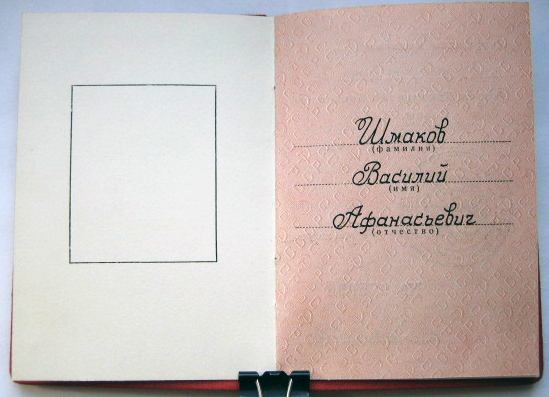 Шмаков
(фамилия)
Василий
(имя)
Афанасьевич
(отчество)